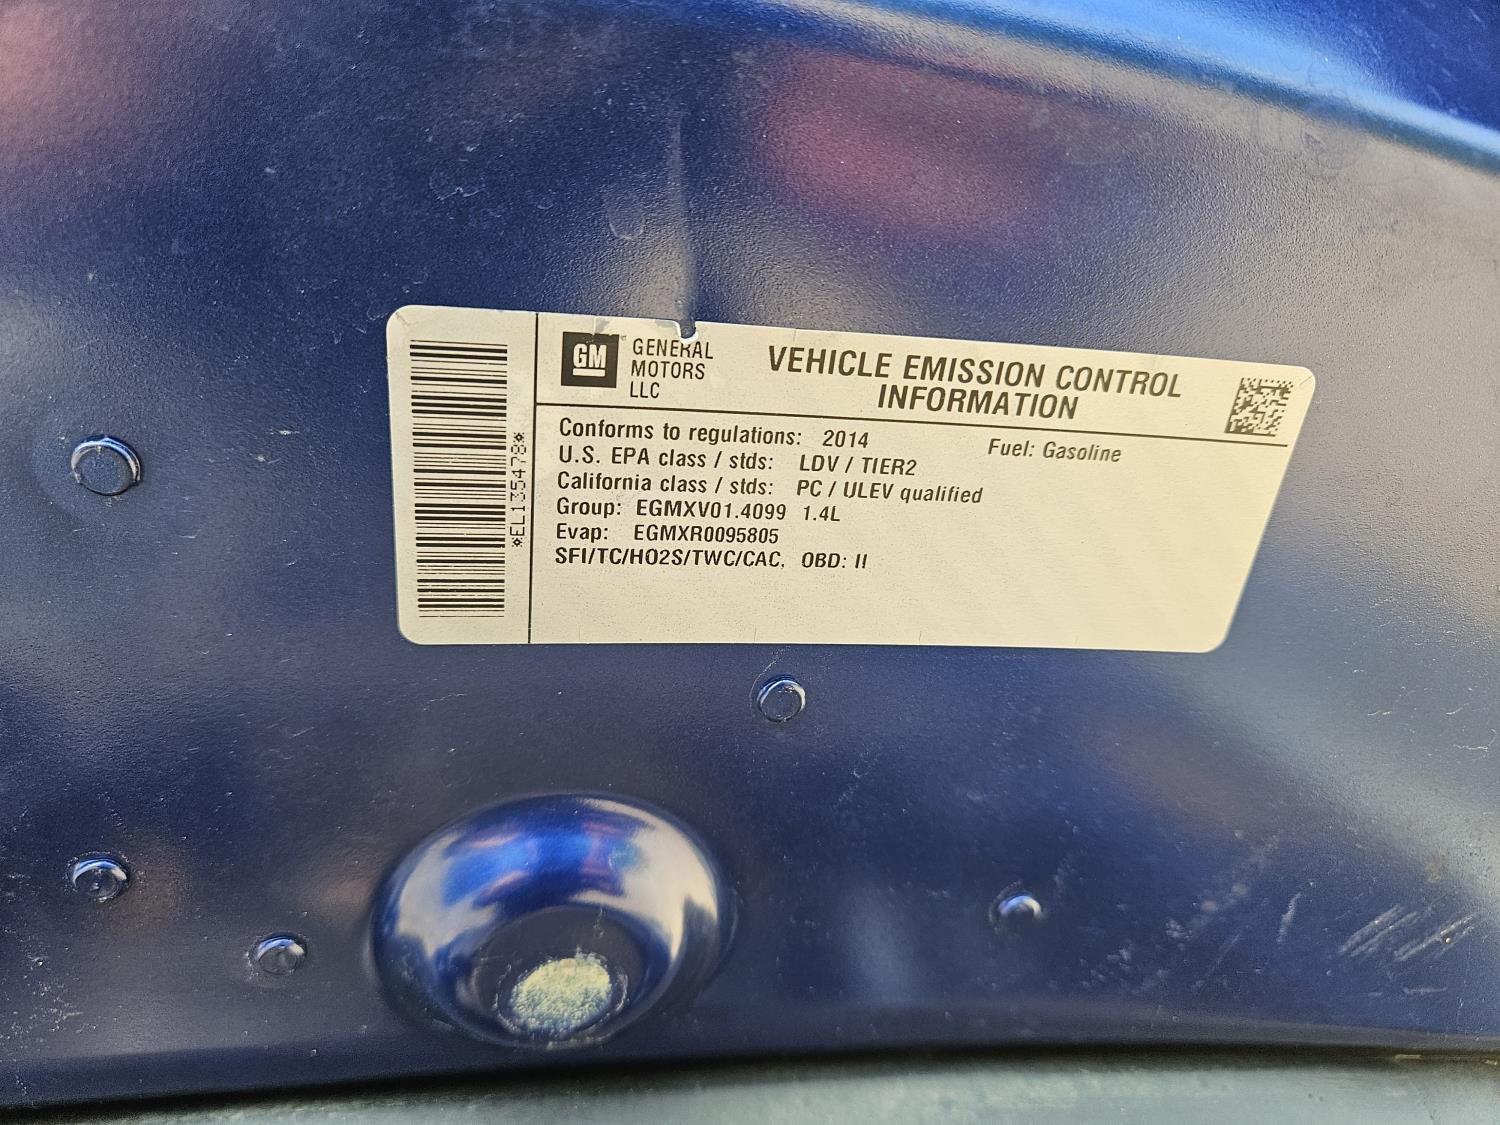 *EL135478*
GM
GENERAL
MOTORS
LLC
VEHICLE EMISSION CONTROL
INFORMATION
Conforms to regulations: 2014
Fuel: Gasoline
U.S. EPA class / stds: LDV / TIER2
California class / stds: PC / ULEV qualified
Group: EGMXV01.4099 1.4L
Evap: EGMXR0095805
SFI/TC/HO2S/TWC/CAC, OBD: II